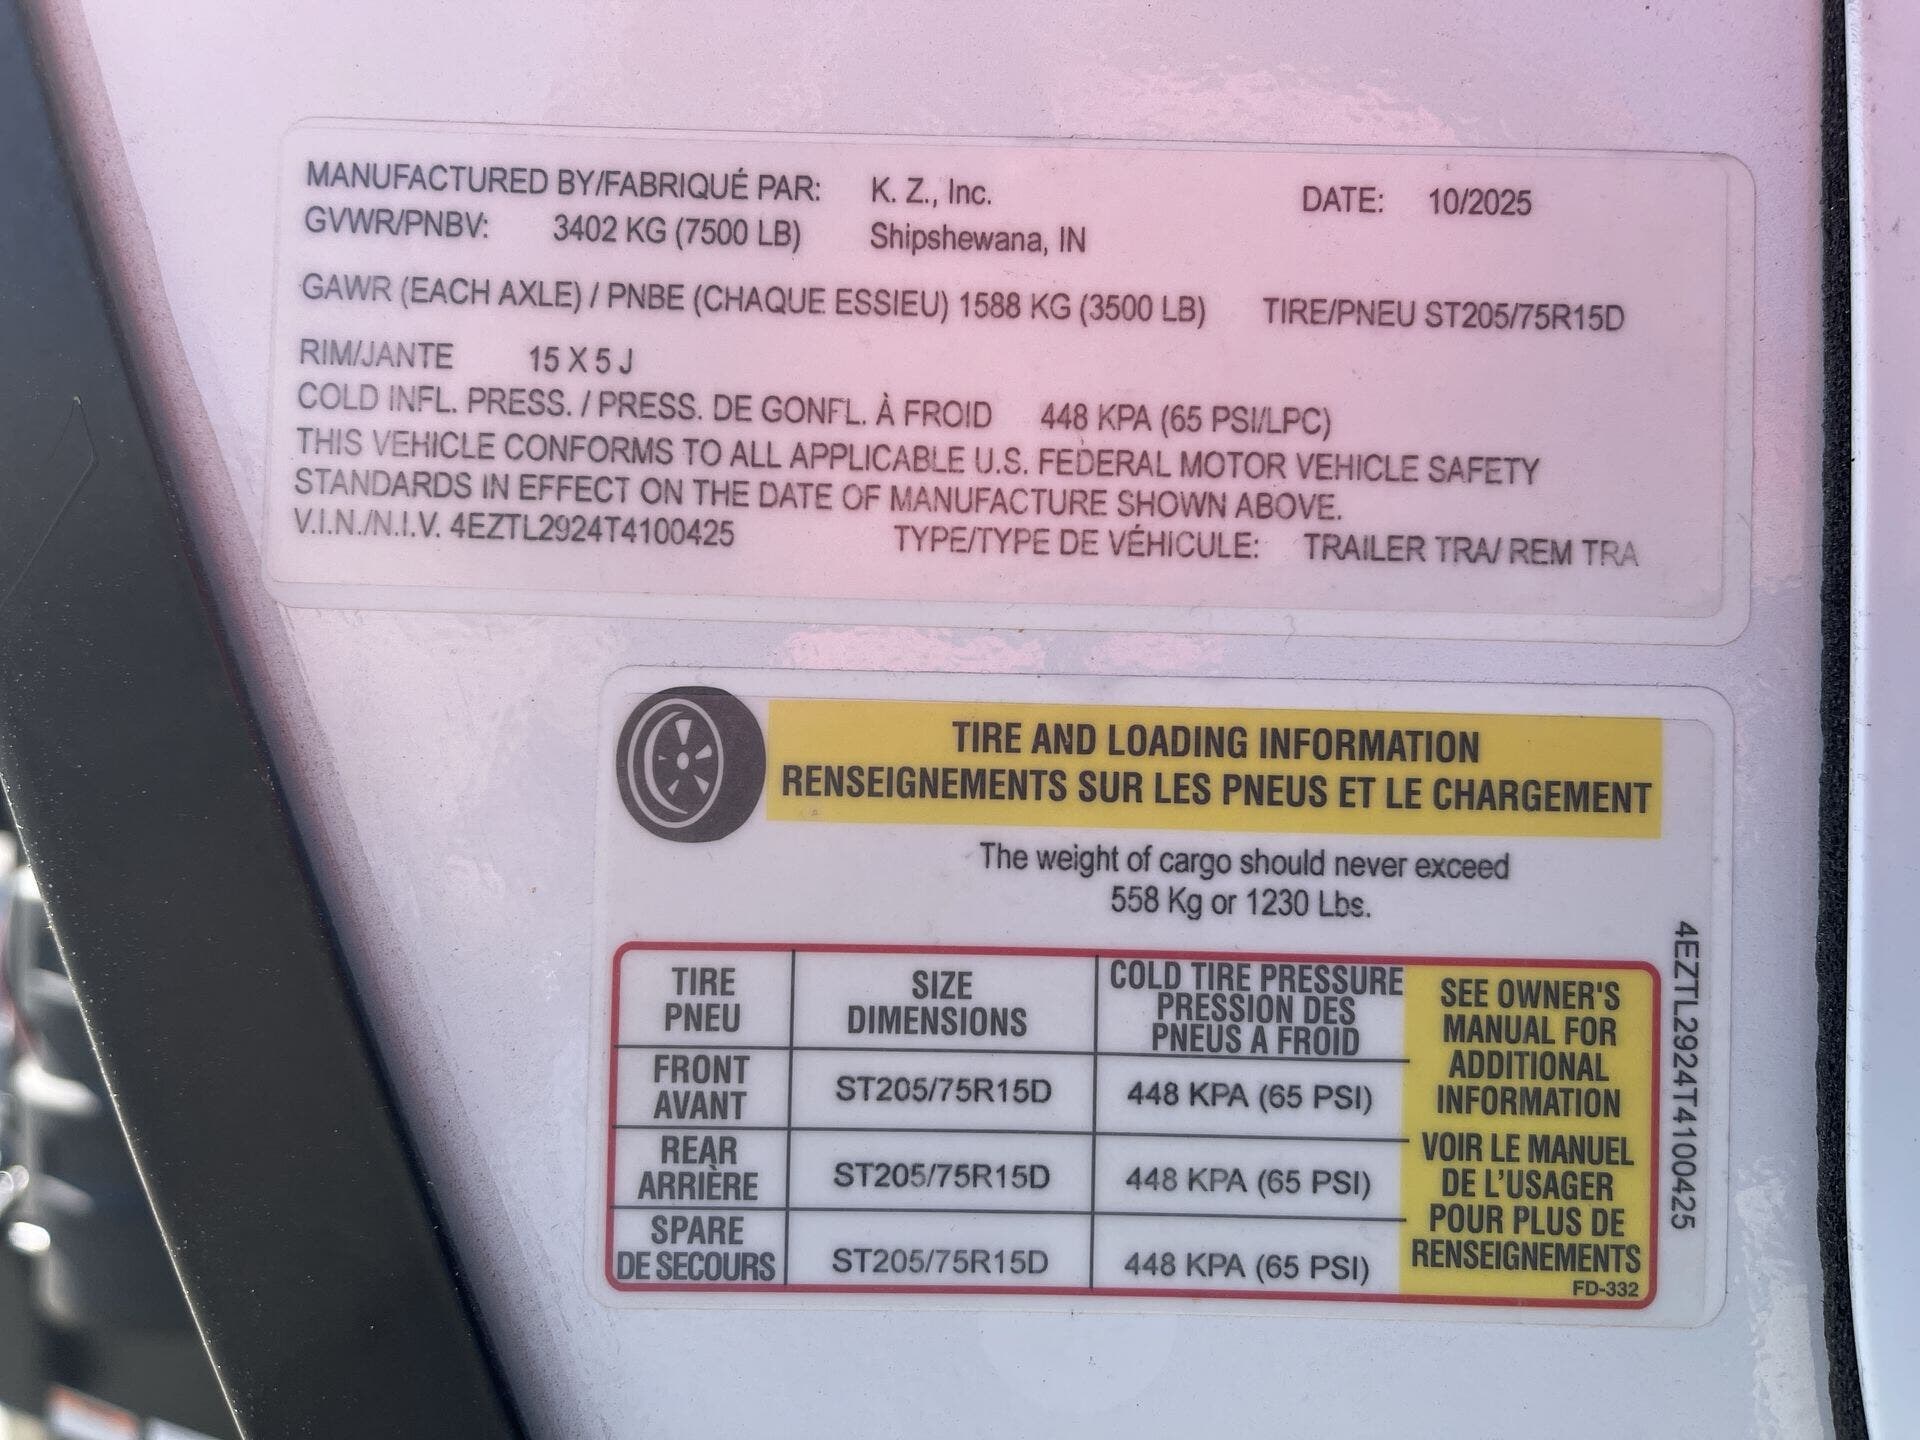 MANUFACTURED BY/FABRIQUÉ PAR: K. Z., Inc. DATE: 10/2025
GVWR/PNBV: 3402 KG (7500 LB) Shipshewana, IN
GAWR (EACH AXLE) / PNBE (CHAQUE ESSIEU) 1588 KG (3500 LB) TIRE/PNEU ST205/75R15D
RIM/JANTE 15 X 5 J
COLD INFL. PRESS. / PRESS. DE GONFL. À FROID 448 KPA (65 PSI/LPC)
THIS VEHICLE CONFORMS TO ALL APPLICABLE U.S. FEDERAL MOTOR VEHICLE SAFETY
STANDARDS IN EFFECT ON THE DATE OF MANUFACTURE SHOWN ABOVE.
V.I.N./N.I.V. 4EZTL2924T4100425 TYPE/TYPE DE VÉHICULE: TRAILER TRA/ REM TRA
TIRE AND LOADING INFORMATION
RENSEIGNEMENTS SUR LES PNEUS ET LE CHARGEMENT
The weight of cargo should never exceed
558 Kg or 1230 Lbs.
TIRE
PNEU
SIZE
DIMENSIONS
COLD TIRE PRESSURE
PRESSION DES
PNEUS A FROID
FRONT
AVANT
ST205/75R15D
448 KPA (65 PSI)
REAR
ARRIÈRE
ST205/75R15D
448 KPA (65 PSI)
SPARE
DE SECOURS
ST205/75R15D
448 KPA (65 PSI)
SEE OWNER'S
MANUAL FOR
ADDITIONAL
INFORMATION
VOIR LE MANUEL
DE L'USAGER
POUR PLUS DE
RENSEIGNEMENTS
FD-332
4EZTL2924T4100425